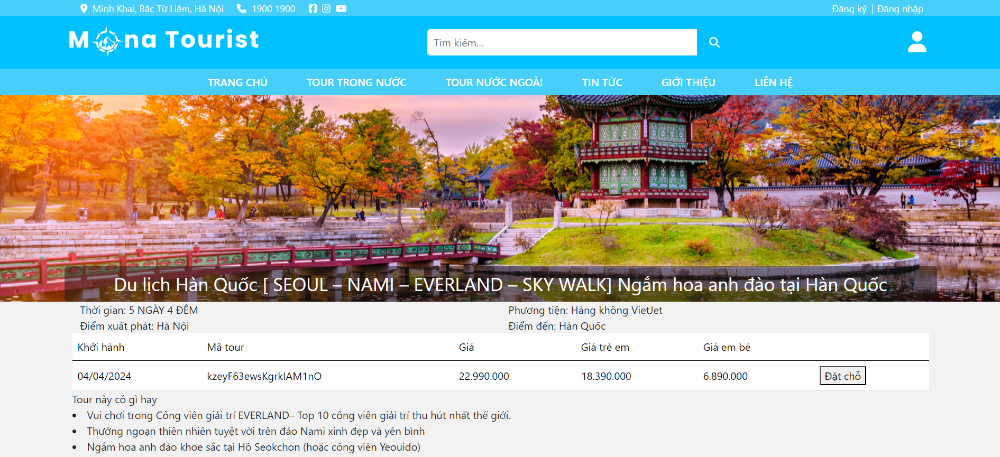 Minh Khai, Bắc Từ Liêm, Hà Nội 1900 1900 Đăng ký Đăng nhập
Mona Tourist Tìm kiếm...
TRANG CHỦ TOUR TRONG NƯỚC TOUR NƯỚC NGOÀI TIN TỨC GIỚI THIỆU LIÊN HỆ
Du lịch Hàn Quốc [ SEOUL – NAMI – EVERLAND – SKY WALK] Ngắm hoa anh đào tại Hàn Quốc
Thời gian: 5 NGÀY 4 ĐÊM Phương tiện: Hàng không VietJet
Điểm xuất phát: Hà Nội Điểm đến: Hàn Quốc
Khởi hành Mã tour Giá Giá trẻ em Giá em bé
04/04/2024 kzeyF63ewsKgrkIAM1nO 22.990.000 18.390.000 6.890.000 Đặt chỗ
Tour này có gì hay
• Vui chơi trong Công viên giải trí EVERLAND– Top 10 công viên giải trí thu hút nhất thế giới.
• Thưởng ngoạn thiên nhiên tuyệt vời trên đảo Nami xinh đẹp và yên bình
• Ngắm hoa anh đào khoe sắc tại Hồ Seokchon (hoặc công viên Yeouido)